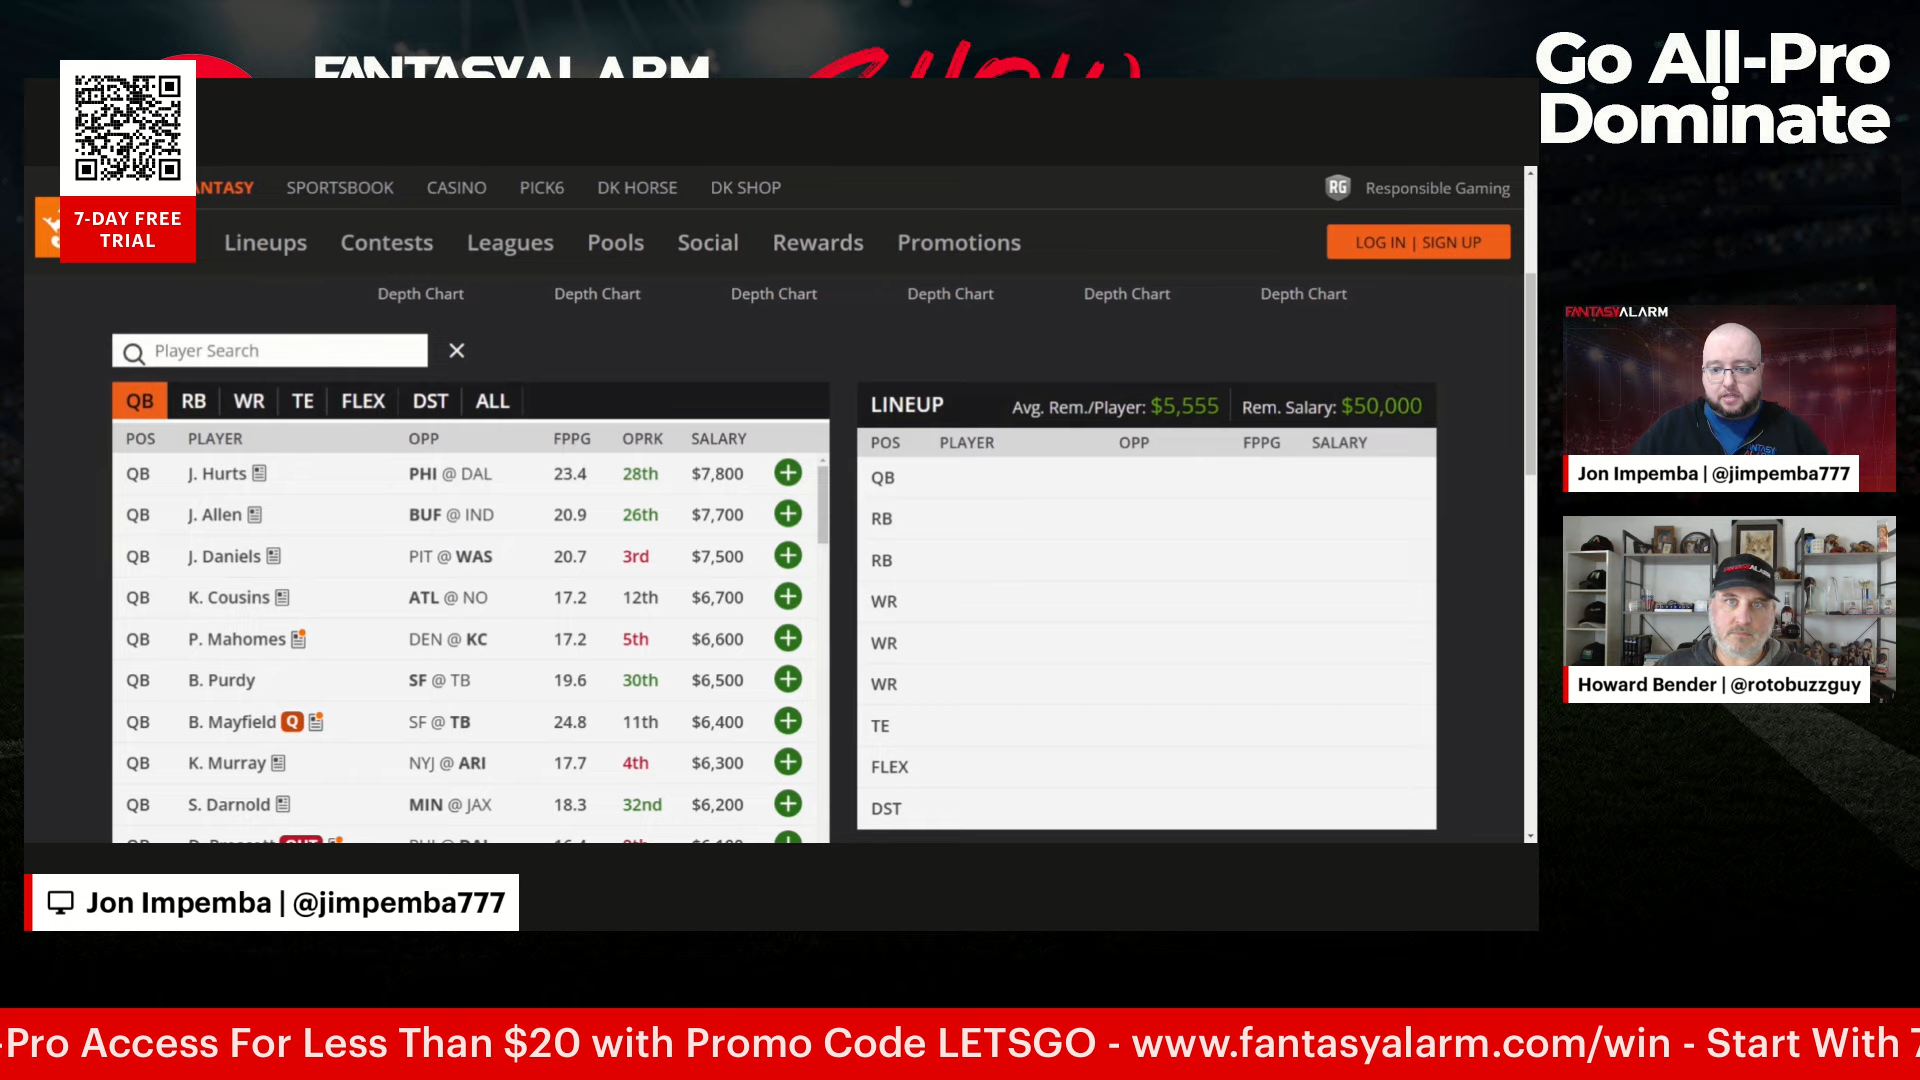 FANTASYALARM SHOW
Go All-Pro
Dominate
7-DAY FREE
TRIAL
ANTASY SPORTSBOOK CASINO PICK6 DK HORSE DK SHOP
RG Responsible Gaming
Lineups Contests Leagues Pools Social Rewards Promotions
LOG IN | SIGN UP
Depth Chart Depth Chart Depth Chart Depth Chart Depth Chart Depth Chart
Player Search
QB RB WR TE FLEX DST ALL
POS PLAYER OPP FPPG OPRK SALARY
QB J. Hurts PHI @ DAL 23.4 28th $7,800
QB J. Allen BUF @ IND 20.9 26th $7,700
QB J. Daniels PIT @ WAS 20.7 3rd $7,500
QB K. Cousins ATL @ NO 17.2 12th $6,700
QB P. Mahomes DEN @ KC 17.2 5th $6,600
QB B. Purdy SF @ TB 19.6 30th $6,500
QB B. Mayfield Q SF @ TB 24.8 11th $6,400
QB K. Murray NYJ @ ARI 17.7 4th $6,300
QB S. Darnold MIN @ JAX 18.3 32nd $6,200
LINEUP Avg. Rem./Player: $5,555 Rem. Salary: $50,000
POS PLAYER OPP FPPG SALARY
QB
RB
RB
WR
WR
WR
TE
FLEX
DST
FANTASYALARM
Jon Impemba | @jimpemba777
Howard Bender | @rotobuzzguy
Jon Impemba | @jimpemba777
-Pro Access For Less Than $20 with Promo Code LETSGO - www.fantasyalarm.com/win - Start With 7